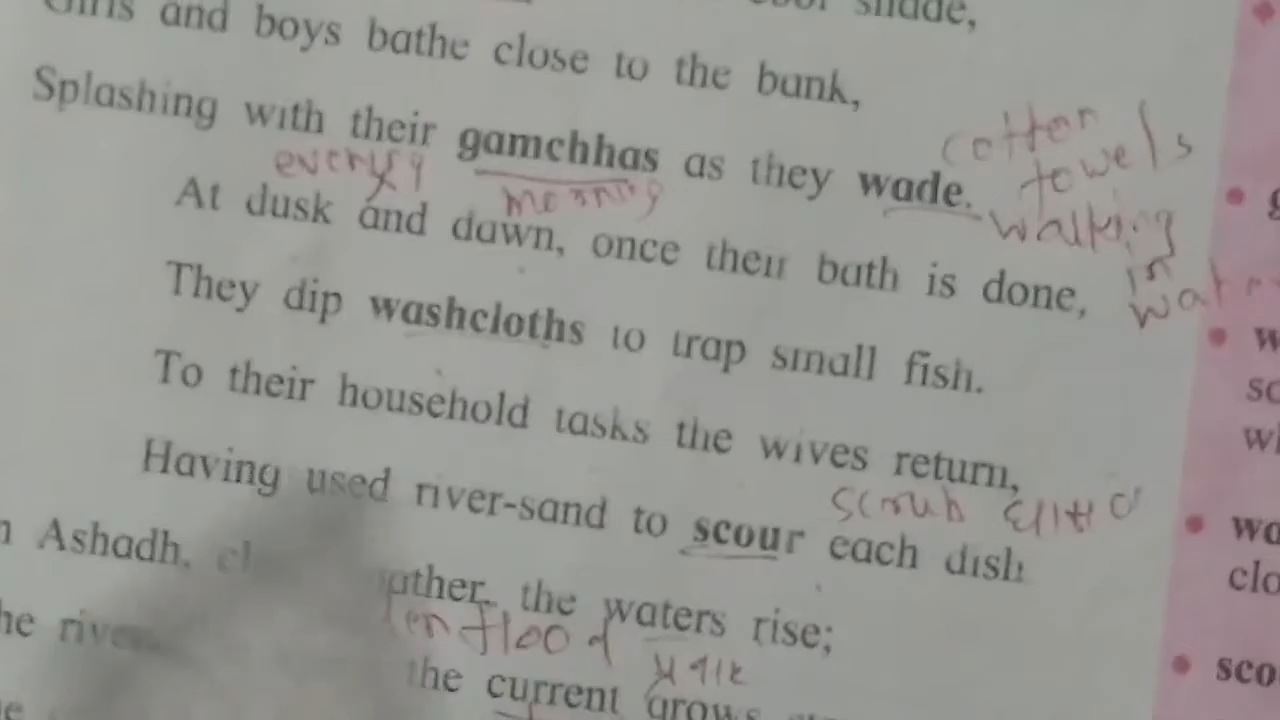 Girls and boys bathe close to the bank,
Splashing with their gamchhas as they wade.
cotton
towels
every
morning
walking
in
At dusk and dawn, once their bath is done,
They dip washcloths to trap small fish.
To their household tasks the wives return,
scrub
Having used river-sand to scour each dish
Ashadh, the waters rise;
flood
the current grows
shade,
clo
sco